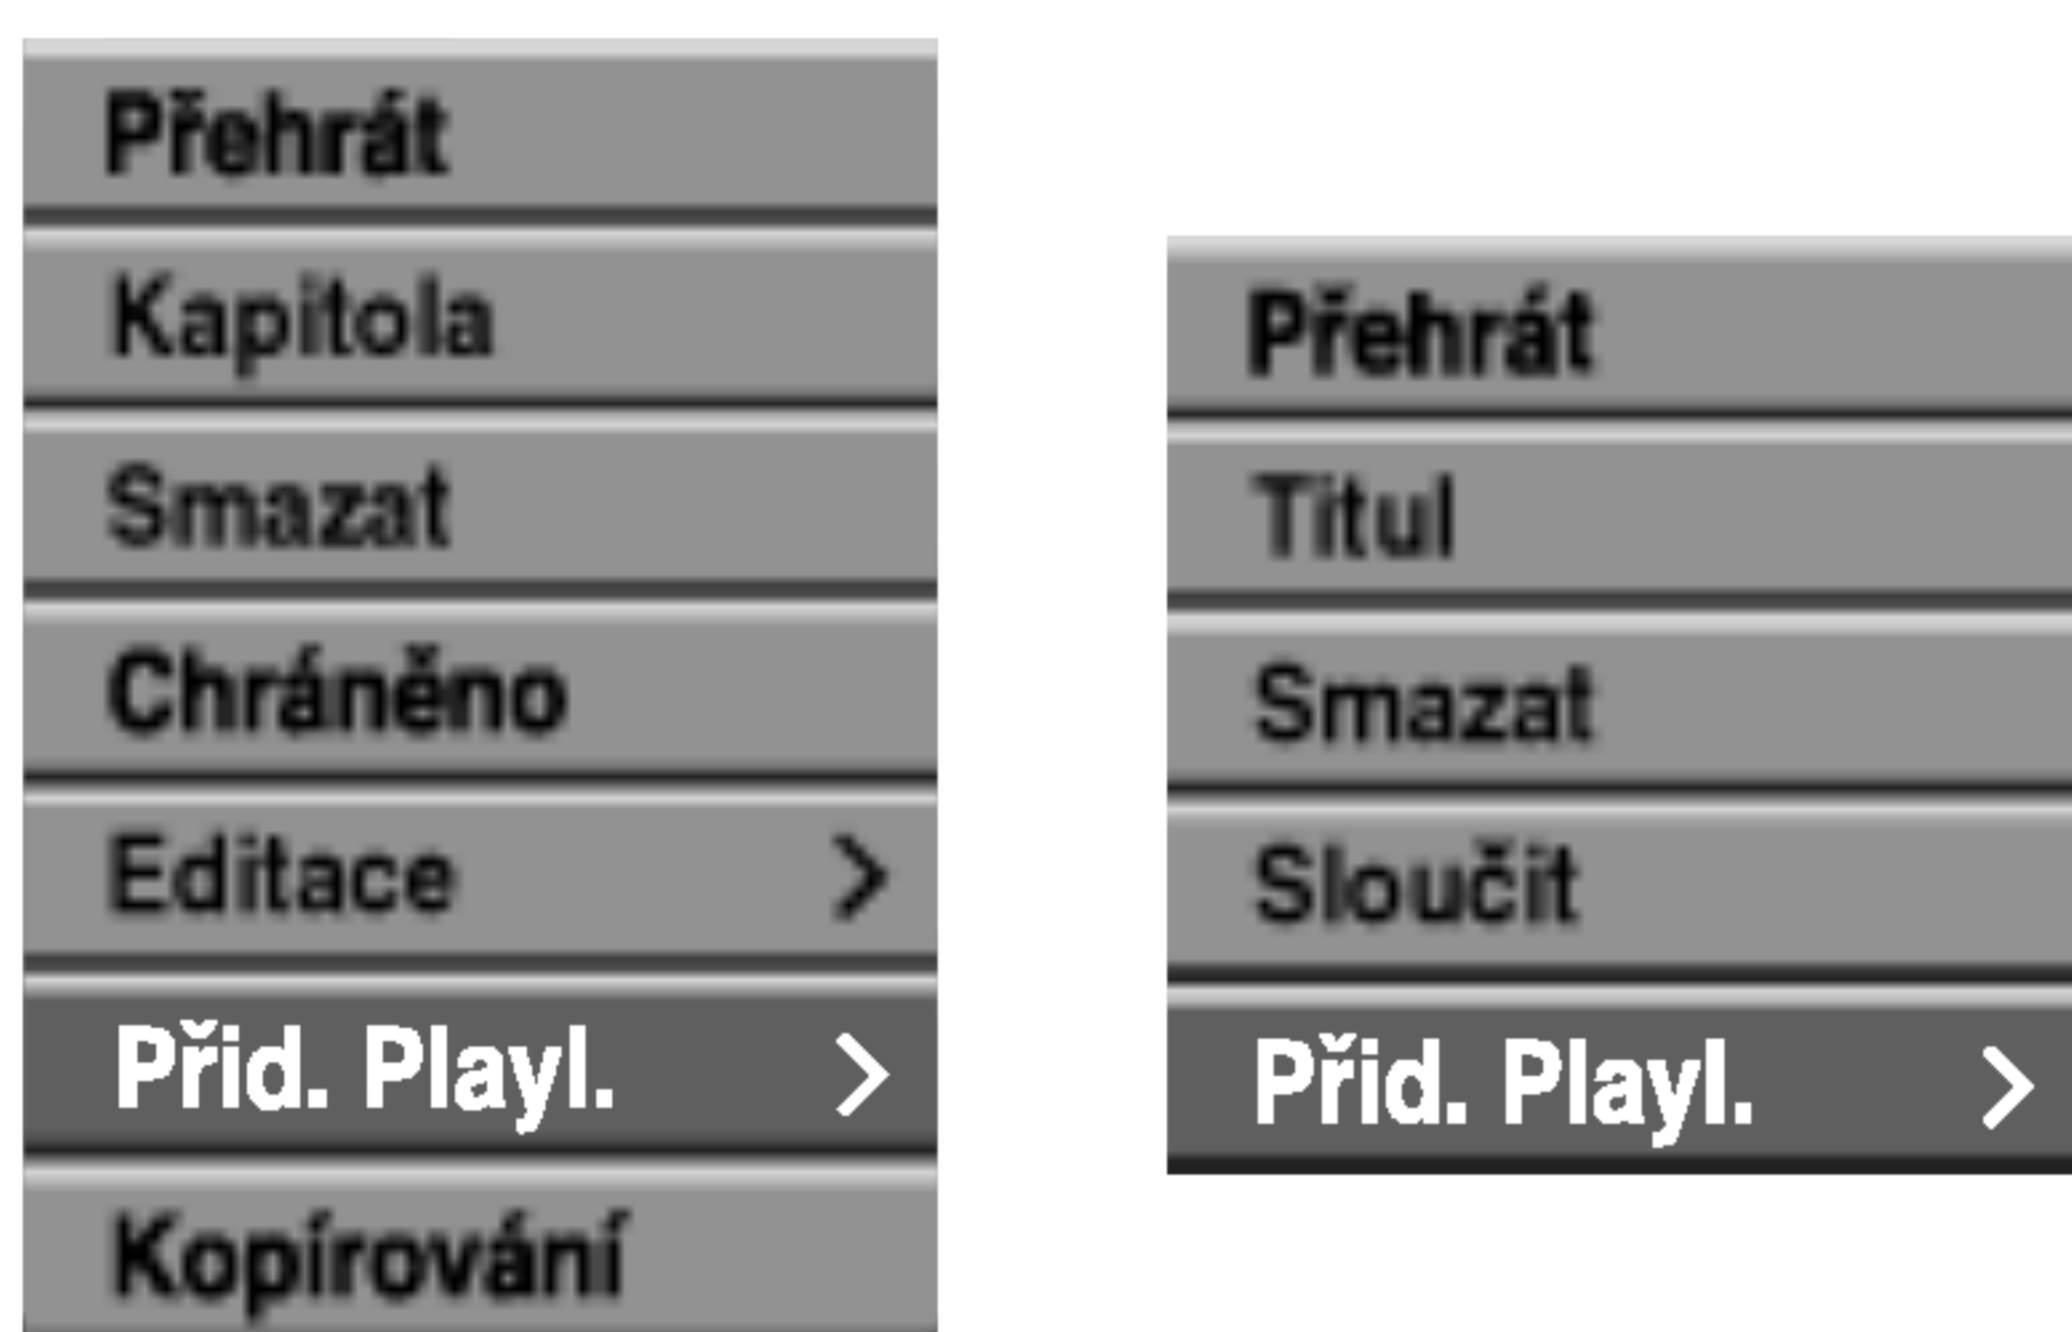 Přehrát
Kapitola
Smazat
Chráněno
Editace
Přid. Playl.
Kopírování
Přehrát
Titul
Smazat
Sloučit
Přid. Playl.